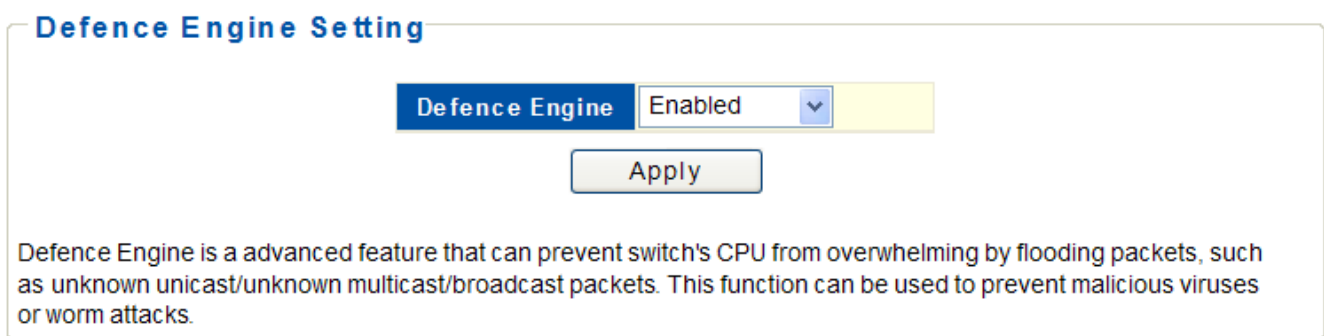 Defence Engine Setting
Defence Engine Enabled
Apply
Defence Engine is a advanced feature that can prevent switch's CPU from overwhelming by flooding packets, such
as unknown unicast/unknown multicast/broadcast packets. This function can be used to prevent malicious viruses
or worm attacks.